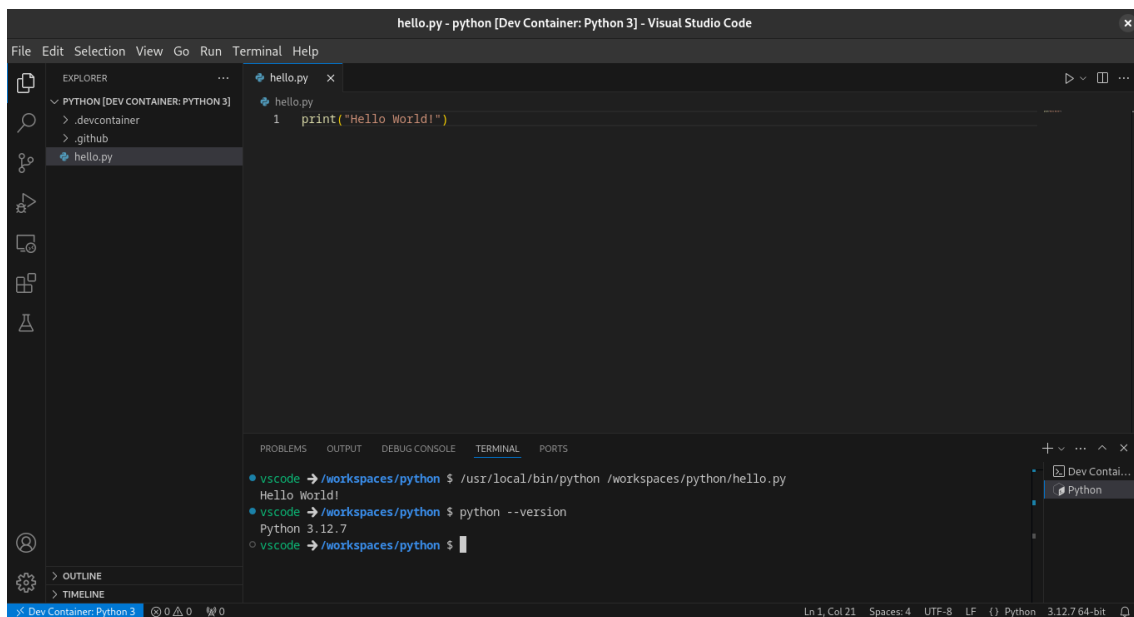 hello.py - python [Dev Container: Python 3] - Visual Studio Code
File Edit Selection View Go Run Terminal Help
EXPLORER
PYTHON [DEV CONTAINER: PYTHON 3]
.devcontainer
.github
hello.py
OUTLINE
TIMELINE
hello.py
hello.py
1 print("Hello World!")
PROBLEMS OUTPUT DEBUG CONSOLE TERMINAL PORTS
vscode ➜ /workspaces/python $ /usr/local/bin/python /workspaces/python/hello.py
Hello World!
vscode ➜ /workspaces/python $ python --version
Python 3.12.7
vscode ➜ /workspaces/python $
Dev Contai...
Python
Dev Container: Python 3 0 0 0 Ln 1, Col 21 Spaces: 4 UTF-8 LF {} Python 3.12.7 64-bit